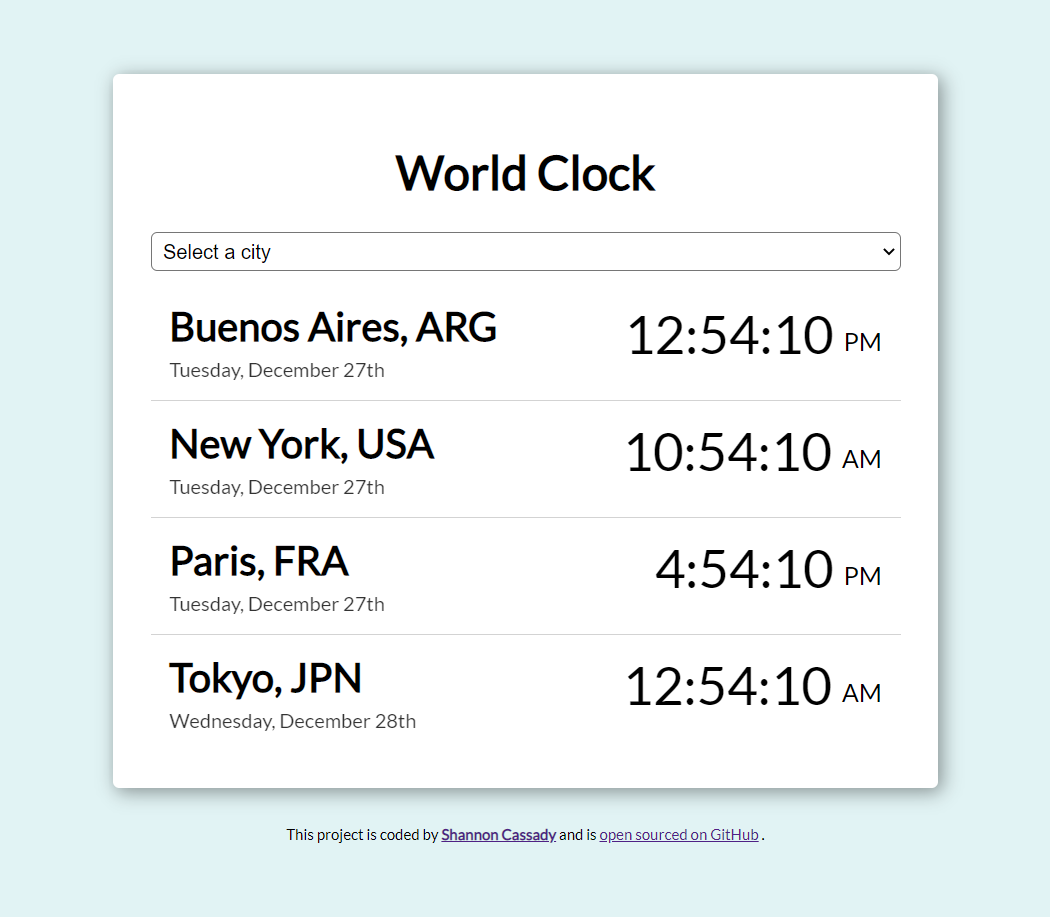 World Clock
Select a city
Buenos Aires, ARG
12:54:10 PM
Tuesday, December 27th
New York, USA
10:54:10 AM
Tuesday, December 27th
Paris, FRA
4:54:10 PM
Tuesday, December 27th
Tokyo, JPN
12:54:10 AM
Wednesday, December 28th
This project is coded by Shannon Cassady and is open sourced on GitHub .